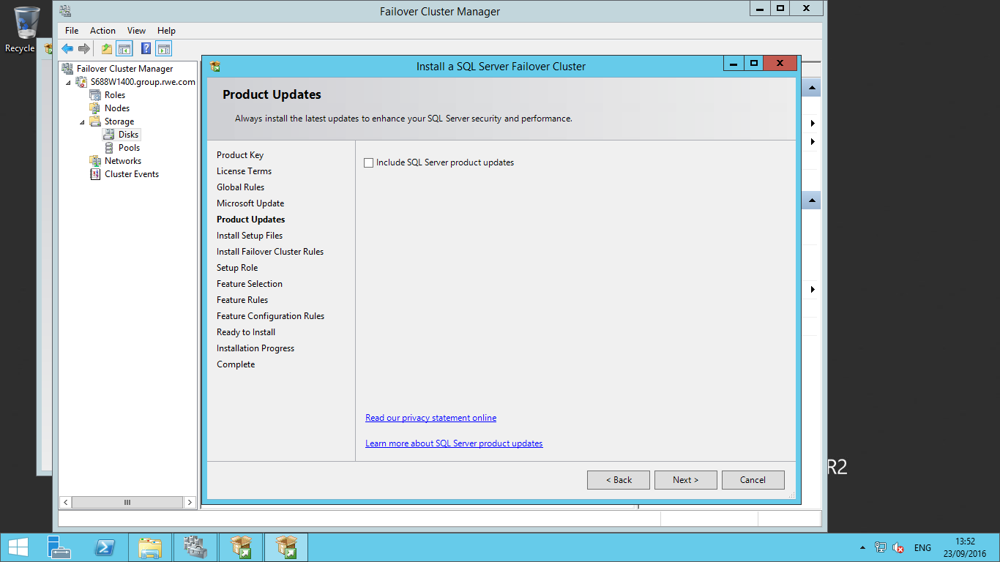 Recycle
Failover Cluster Manager
File Action View Help
Failover Cluster Manager
S688W1400.group.rwe.com
Roles
Nodes
Storage
Disks
Pools
Networks
Cluster Events
Install a SQL Server Failover Cluster
Product Updates
Always install the latest updates to enhance your SQL Server security and performance.
Product Key
License Terms
Global Rules
Microsoft Update
Product Updates
Install Setup Files
Install Failover Cluster Rules
Setup Role
Feature Selection
Feature Rules
Feature Configuration Rules
Ready to Install
Installation Progress
Complete
Include SQL Server product updates
Read our privacy statement online
Learn more about SQL Server product updates
< Back Next > Cancel
R2
ENG
13:52
23/09/2016